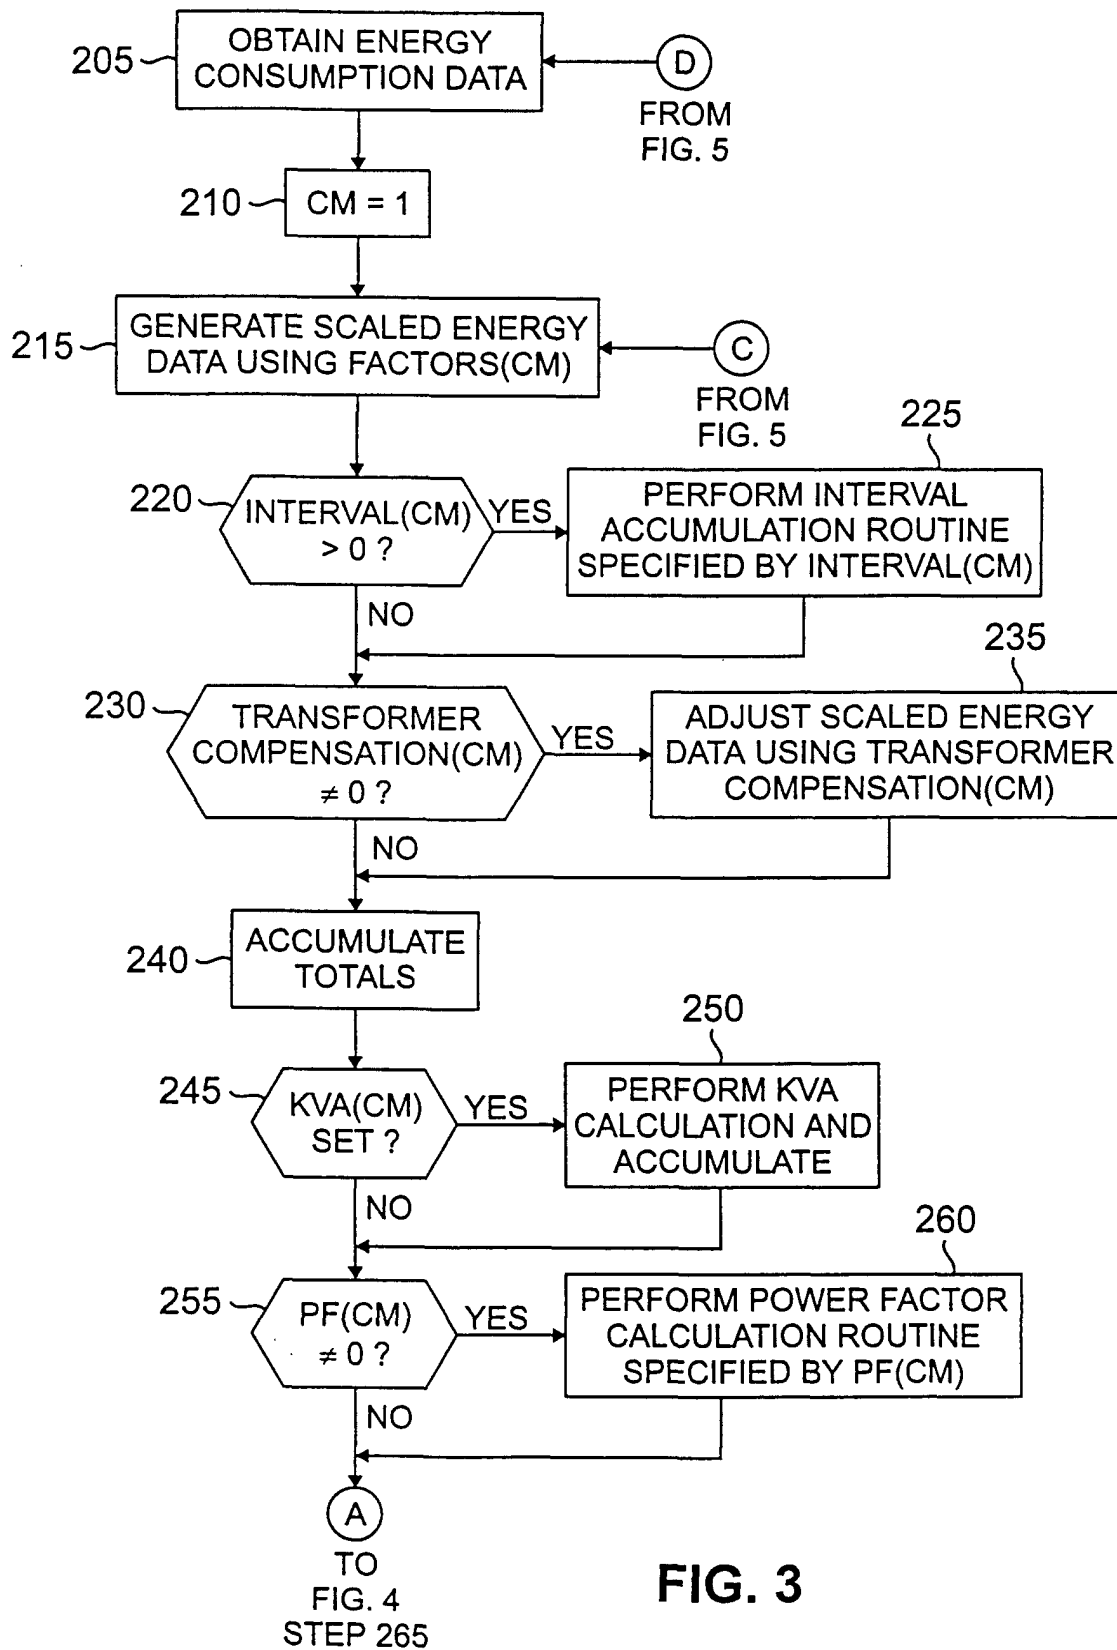 205
OBTAIN ENERGY
CONSUMPTION DATA
D
FROM
FIG. 5
210
CM = 1
215
GENERATE SCALED ENERGY
DATA USING FACTORS(CM)
C
FROM
FIG. 5
220
INTERVAL(CM)
> 0 ?
YES
NO
225
PERFORM INTERVAL
ACCUMULATION ROUTINE
SPECIFIED BY INTERVAL(CM)
230
TRANSFORMER
COMPENSATION(CM)
≠ 0 ?
YES
NO
235
ADJUST SCALED ENERGY
DATA USING TRANSFORMER
COMPENSATION(CM)
240
ACCUMULATE
TOTALS
245
KVA(CM)
SET ?
YES
NO
250
PERFORM KVA
CALCULATION AND
ACCUMULATE
255
PF(CM)
≠ 0 ?
YES
NO
260
PERFORM POWER FACTOR
CALCULATION ROUTINE
SPECIFIED BY PF(CM)
A
TO
FIG. 4
STEP 265
FIG. 3